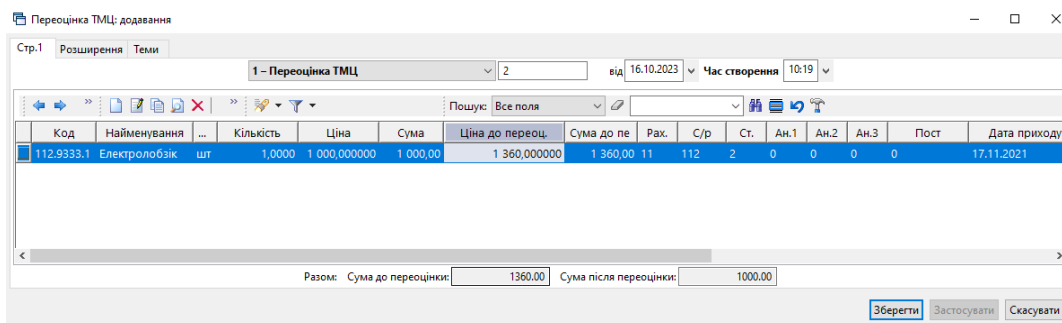 Переоцінка ТМЦ: додавання
Стр.1 Розширення Теми
1 – Переоцінка ТМЦ 2 від 16.10.2023 Час створення 10:19
» » Пошук: Все поля
Код Найменування ... Кількість Ціна Сума Ціна до переоц. Сума до пе Рах. С/р Ст. Ан.1 Ан.2 Ан.3 Пост Дата приходу
112.9333.1 Електролобзік шт 1,0000 1 000,000000 1 000,00 1 360,000000 1 360,00 11 112 2 0 0 0 0 17.11.2021
Разом: Сума до переоцінки: 1360.00 Сума після переоцінки: 1000.00
Зберегти Застосувати Скасувати